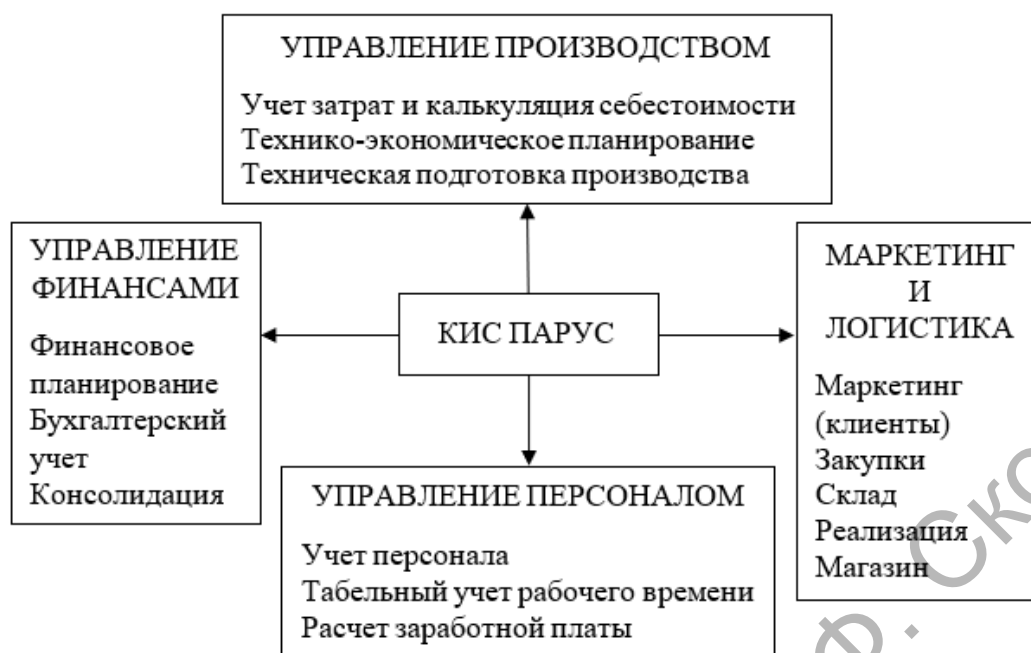 УПРАВЛЕНИЕ ПРОИЗВОДСТВОМ
Учет затрат и калькуляция себестоимости
Технико-экономическое планирование
Техническая подготовка производства
УПРАВЛЕНИЕ
ФИНАНСАМИ
Финансовое
планирование
Бухгалтерский
учет
Консолидация
КИС ПАРУС
МАРКЕТИНГ
И
ЛОГИСТИКА
Маркетинг
(клиенты)
Закупки
Склад
Реализация
Магазин
УПРАВЛЕНИЕ ПЕРСОНАЛОМ
Учет персонала
Табельный учет рабочего времени
Расчет заработной платы